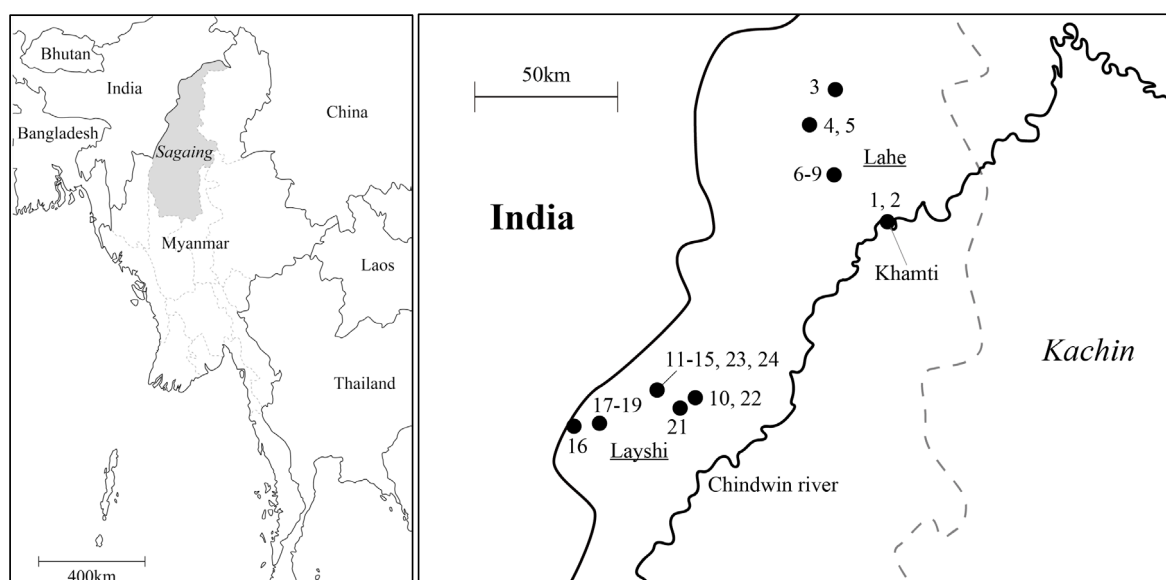 Bhutan
India
China
Bangladesh
Sagaing
Myanmar
Laos
Thailand
400km
50km
3
4, 5
Lahe
6-9
1, 2
India
Khamti
Kachin
11-15, 23, 24
17-19
10, 22
21
16
Layshi
Chindwin river